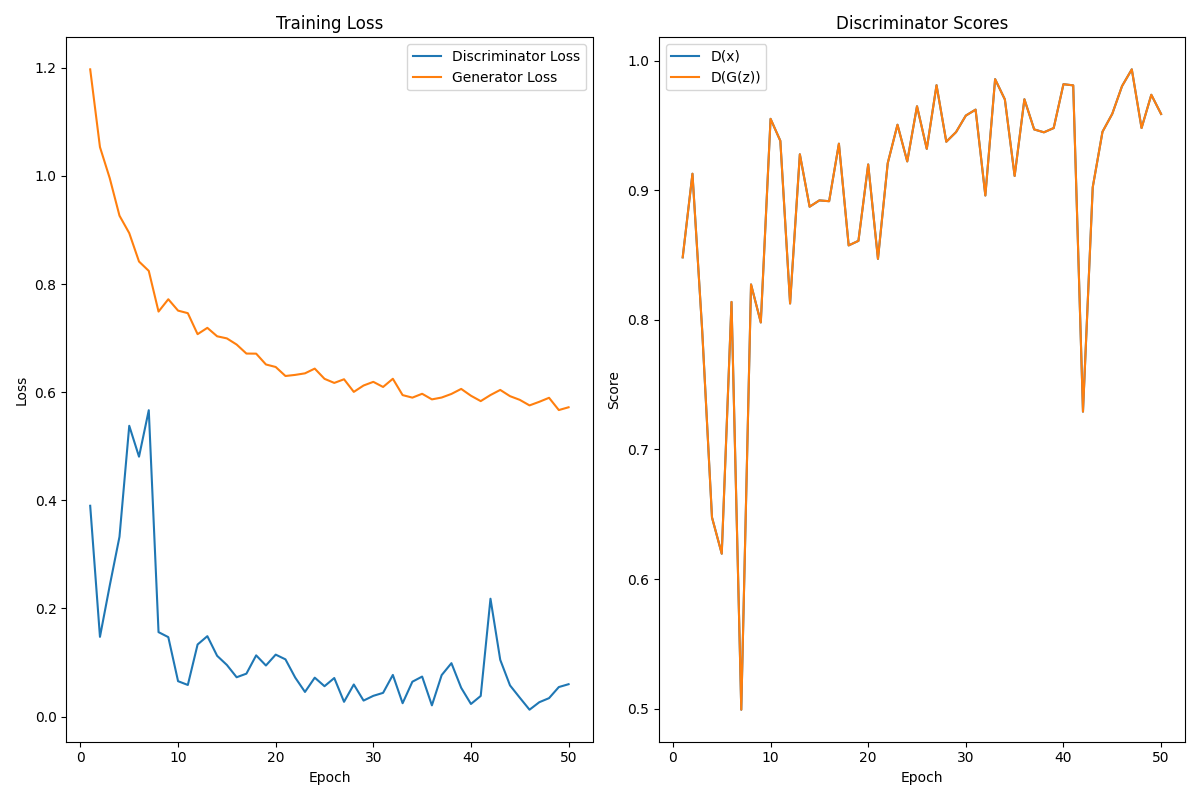 Training Loss
Discriminator Loss
Generator Loss
1.2
1.0
0.8
0.6
0.4
0.2
0.0
Loss
0
10
20
30
40
50
Epoch
Discriminator Scores
D(x)
D(G(z))
1.0
0.9
0.8
0.7
0.6
0.5
Score
0
10
20
30
40
50
Epoch